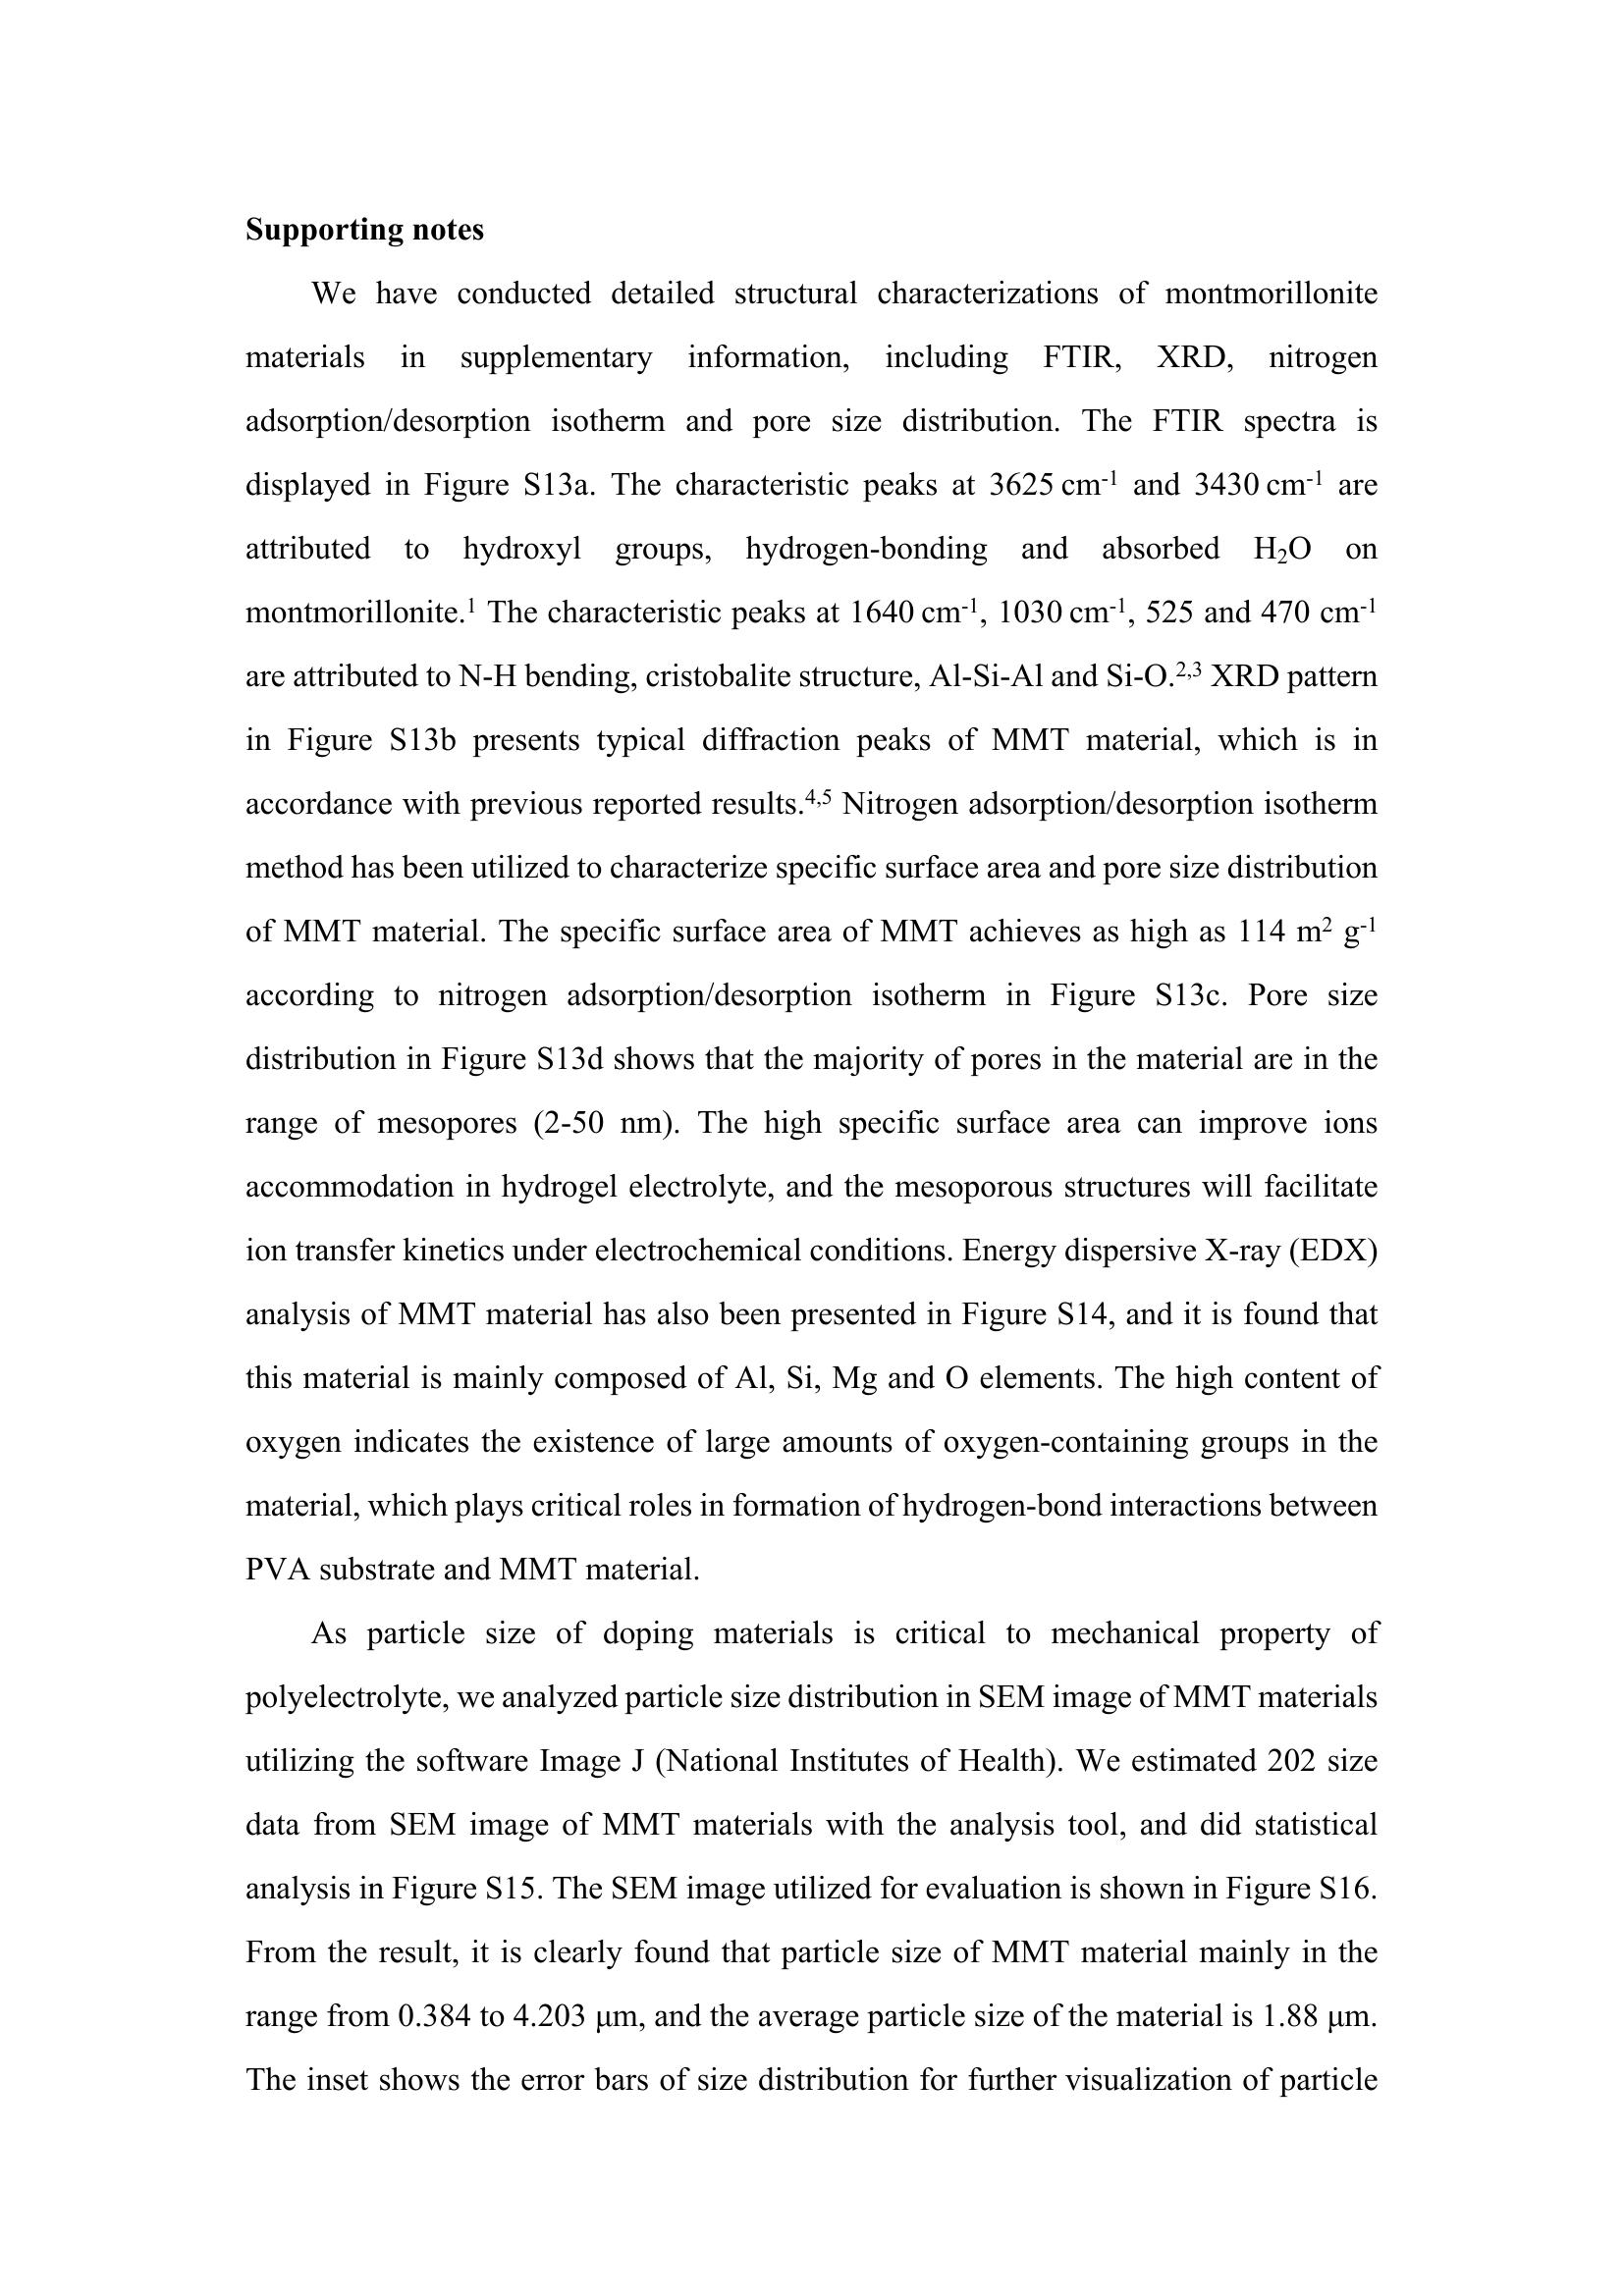 Supporting notes
We have conducted detailed structural characterizations of montmorillonite
materials in supplementary information, including FTIR, XRD, nitrogen
adsorption/desorption isotherm and pore size distribution. The FTIR spectra is
displayed in Figure S13a. The characteristic peaks at 3625 cm⁻¹ and 3430 cm⁻¹ are
attributed to hydroxyl groups, hydrogen-bonding and absorbed H₂O on
montmorillonite.¹ The characteristic peaks at 1640 cm⁻¹, 1030 cm⁻¹, 525 and 470 cm⁻¹
are attributed to N-H bending, cristobalite structure, Al-Si-Al and Si-O.²,³ XRD pattern
in Figure S13b presents typical diffraction peaks of MMT material, which is in
accordance with previous reported results.⁴,⁵ Nitrogen adsorption/desorption isotherm
method has been utilized to characterize specific surface area and pore size distribution
of MMT material. The specific surface area of MMT achieves as high as 114 m² g⁻¹
according to nitrogen adsorption/desorption isotherm in Figure S13c. Pore size
distribution in Figure S13d shows that the majority of pores in the material are in the
range of mesopores (2-50 nm). The high specific surface area can improve ions
accommodation in hydrogel electrolyte, and the mesoporous structures will facilitate
ion transfer kinetics under electrochemical conditions. Energy dispersive X-ray (EDX)
analysis of MMT material has also been presented in Figure S14, and it is found that
this material is mainly composed of Al, Si, Mg and O elements. The high content of
oxygen indicates the existence of large amounts of oxygen-containing groups in the
material, which plays critical roles in formation of hydrogen-bond interactions between
PVA substrate and MMT material.
As particle size of doping materials is critical to mechanical property of
polyelectrolyte, we analyzed particle size distribution in SEM image of MMT materials
utilizing the software Image J (National Institutes of Health). We estimated 202 size
data from SEM image of MMT materials with the analysis tool, and did statistical
analysis in Figure S15. The SEM image utilized for evaluation is shown in Figure S16.
From the result, it is clearly found that particle size of MMT material mainly in the
range from 0.384 to 4.203 μm, and the average particle size of the material is 1.88 μm.
The inset shows the error bars of size distribution for further visualization of particle